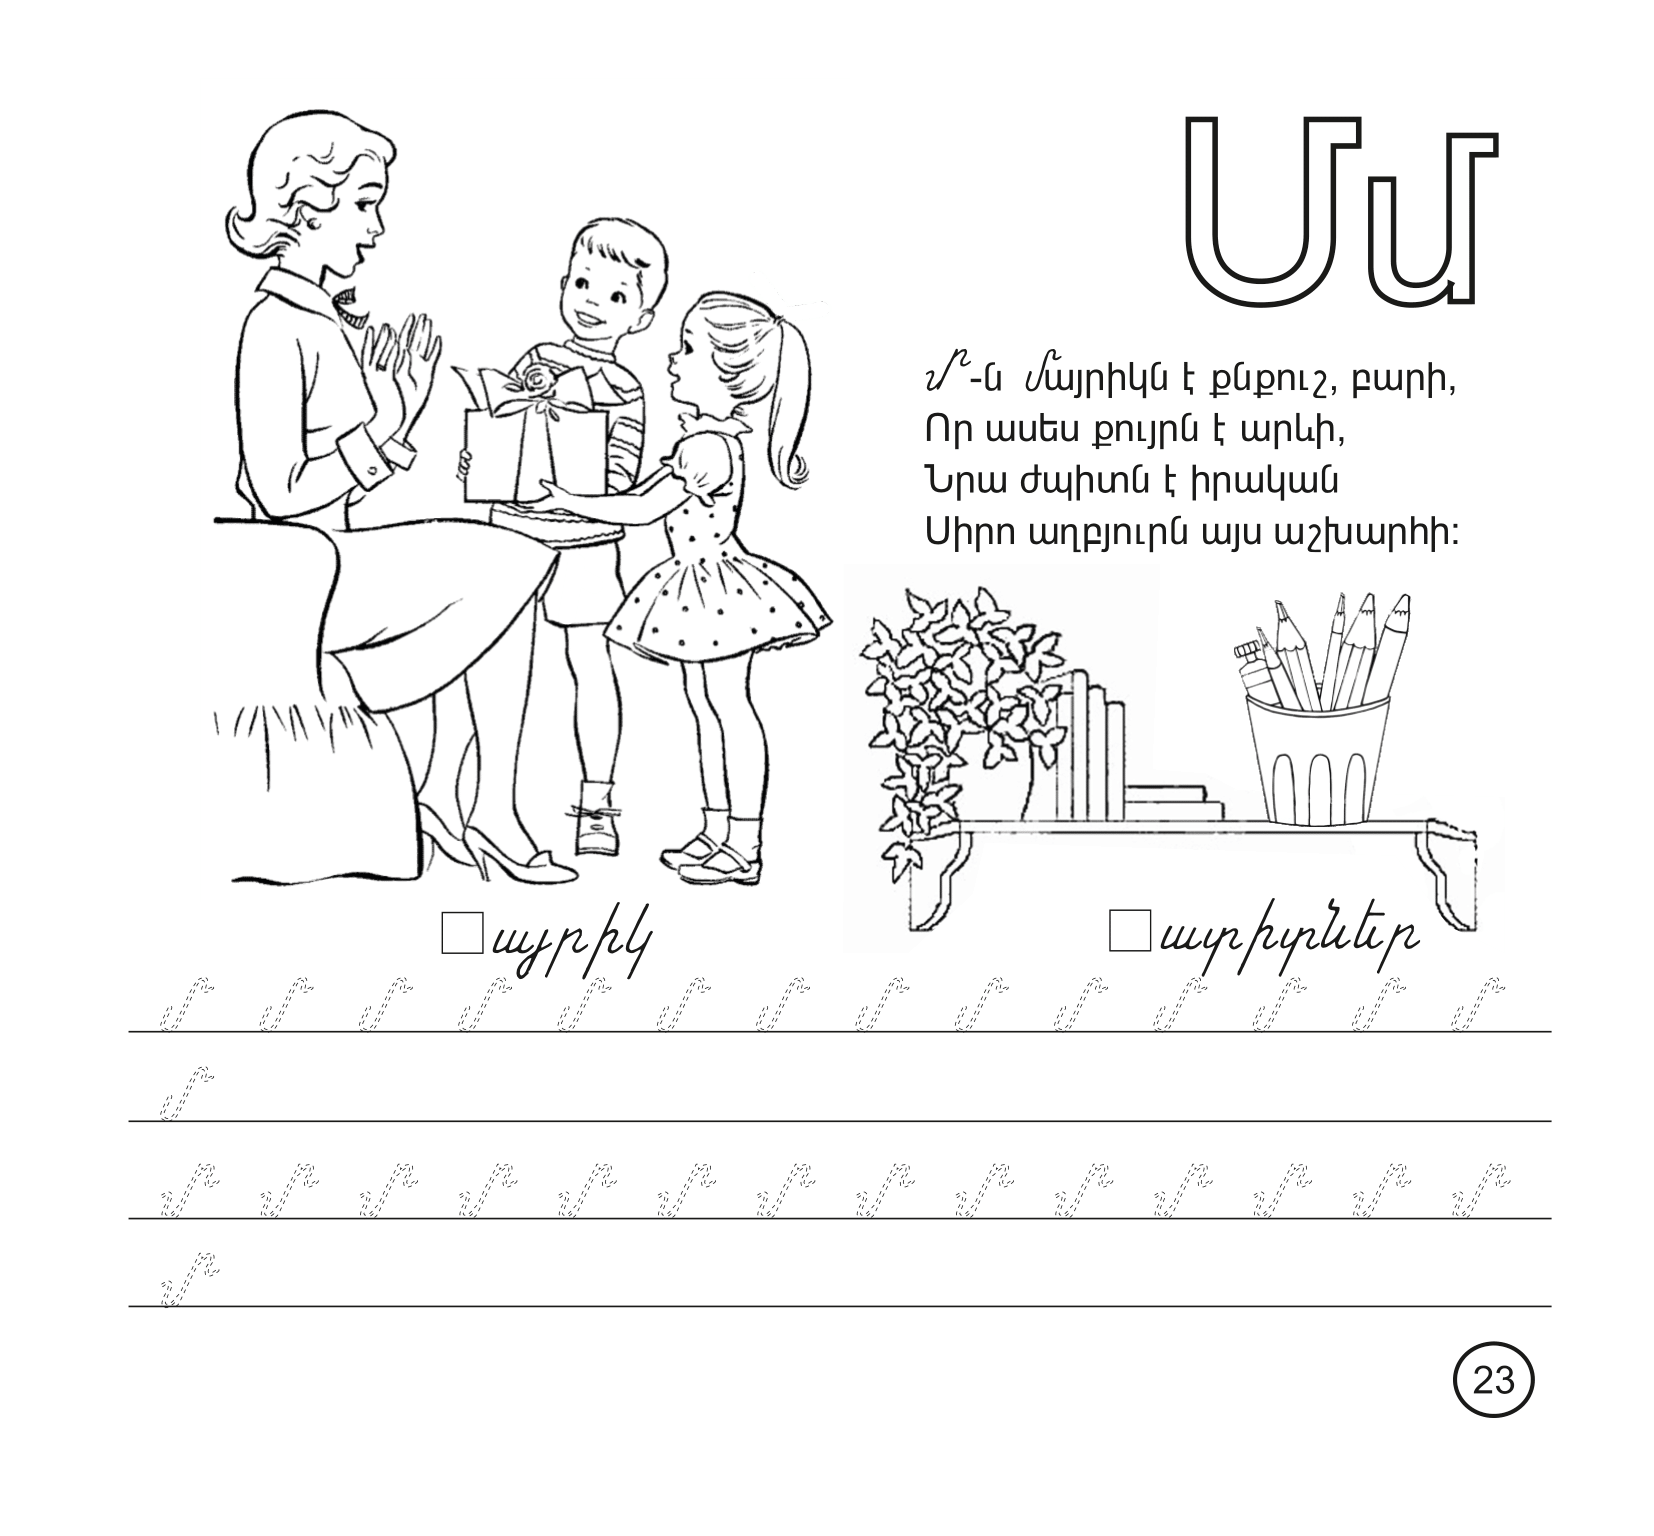 Մմ
Մ-ն մայրիկն է քնքուշ, բարի,
Որ ասես քույրն է արևի,
Նրա ժպիտն է իրական
Սիրո աղբյուրն այս աշխարհի:
□այրիկ □ատիտներ
մ մ մ մ մ մ մ մ մ մ մ մ մ մ
մ
Մ Մ Մ Մ Մ Մ Մ Մ Մ Մ Մ Մ Մ Մ
Մ
23